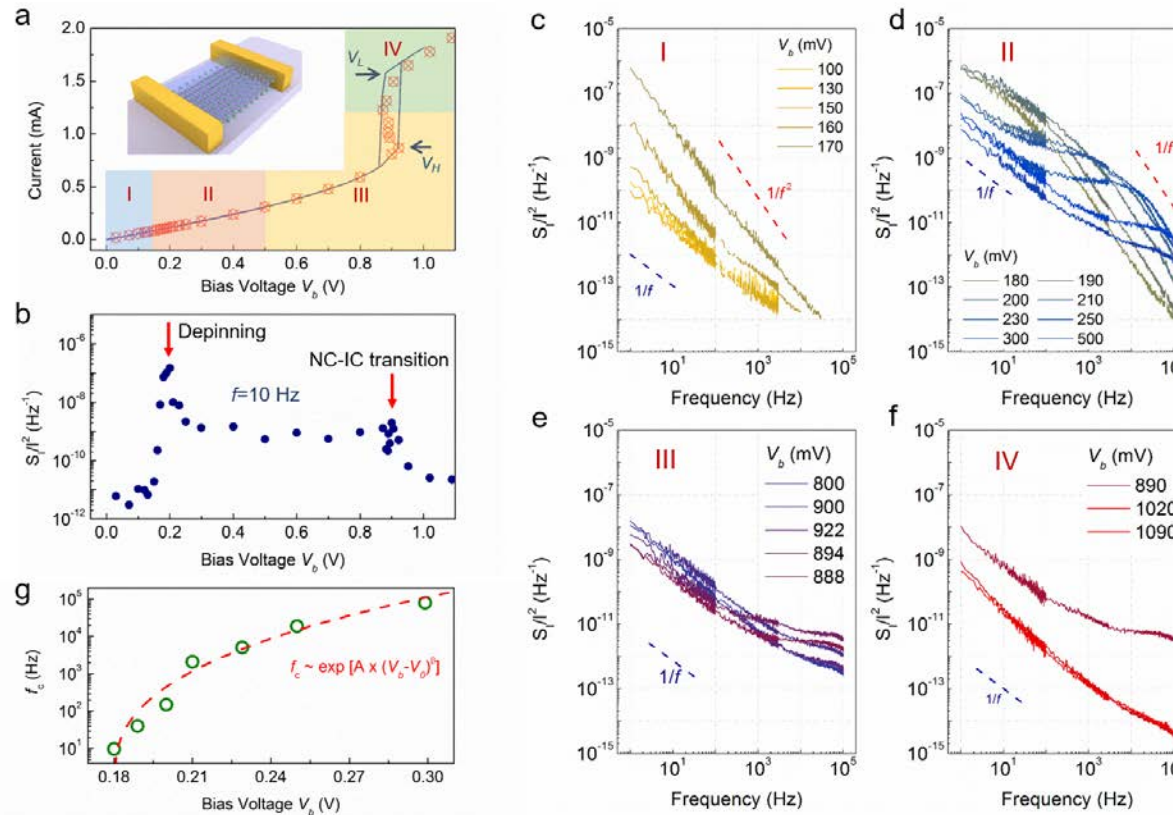 a
2.0
1.5
1.0
0.5
0.0
Current (mA)
I
II
III
IV
V_L
V_H
0.0 0.2 0.4 0.6 0.8 1.0
Bias Voltage V_b (V)
b
10^-6
10^-8
10^-10
10^-12
S_I/I^2 (Hz^-1)
Depinning
NC-IC transition
f=10 Hz
0.0 0.2 0.4 0.6 0.8 1.0
Bias Voltage V_b (V)
g
10^5
10^4
10^3
10^2
10^1
f_c (Hz)
f_c ~ exp [A x (V_b-V_0)^β]
0.18 0.21 0.24 0.27 0.30
Bias Voltage V_b (V)
c
10^-5
10^-7
10^-9
10^-11
10^-13
10^-15
S_I/I^2 (Hz^-1)
I
V_b (mV)
100
130
150
160
170
1/f^2
1/f
10^1 10^3 10^5
Frequency (Hz)
d
10^-5
10^-7
10^-9
10^-11
10^-13
10^-15
S_I/I^2 (Hz^-1)
II
1/f
1/f
V_b (mV)
180 190
200 210
230 250
300 500
10^1 10^3
Frequency (Hz)
e
10^-5
10^-7
10^-9
10^-11
10^-13
10^-15
S_I/I^2 (Hz^-1)
III
V_b (mV)
800
900
922
894
888
1/f
10^1 10^3 10^5
Frequency (Hz)
f
10^-5
10^-7
10^-9
10^-11
10^-13
10^-15
S_I/I^2 (Hz^-1)
IV
V_b (mV)
890
1020
1090
1/f
10^1 10^3
Frequency (Hz)